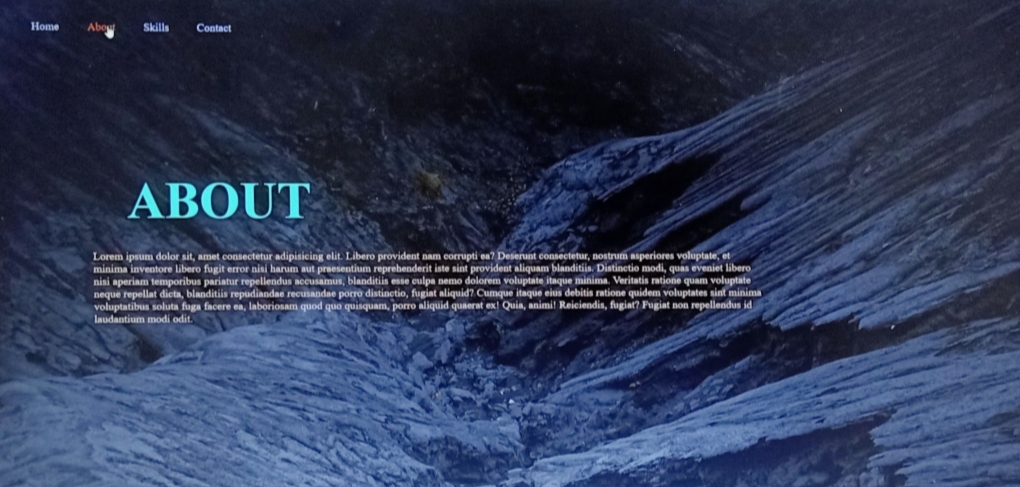 Home About Skills Contact
ABOUT
Lorem ipsum dolor sit, amet consectetur adipisicing elit. Libero provident nam corrupti ea? Deserunt consectetur, nostrum asperiores voluptate, et
minima inventore libero fugit error nisi harum aut praesentium reprehenderit iste sint provident aliquam blanditiis. Distinctio modi, quas eveniet libero
nisi aperiam temporibus pariatur repellendus accusamus, blanditiis esse culpa nemo dolorem voluptate itaque minima. Veritatis ratione quam voluptate
neque repellat dicta, blanditiis repudiandae recusandae porro distinctio, fugiat aliquid? Cumque itaque eius debitis ratione quidem voluptates sint minima
voluptatibus soluta fuga facere ea, laboriosam quod quo quisquam, porro aliquid quaerat ex! Quia, animi! Reiciendis, fugiat? Fugiat non repellendus id
laudantium modi odit.